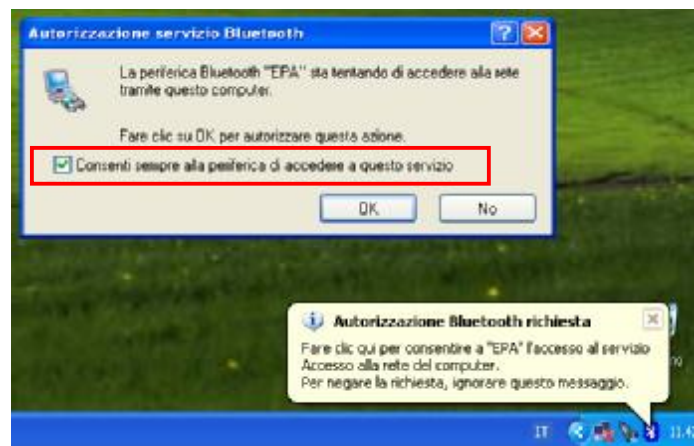 Autorizzazione servizio Bluetooth
La periferica Bluetooth "EPA" sta tentando di accedere alla rete
tramite questo computer.
Fare clic su OK per autorizzare questa azione.
Consenti sempre alla periferica di accedere a questo servizio
OK
No
Autorizzazione Bluetooth richiesta
Fare clic qui per consentire a "EPA" l'accesso al servizio
Accesso alla rete del computer.
Per negare la richiesta, ignorare questo messaggio.
IT